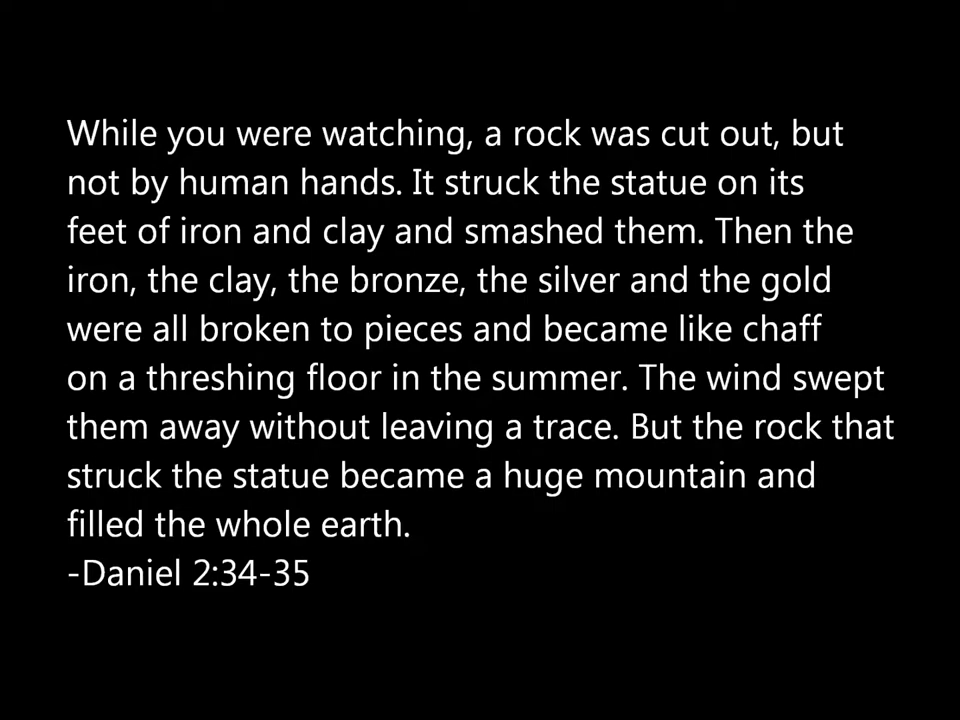 While you were watching, a rock was cut out, but
not by human hands. It struck the statue on its
feet of iron and clay and smashed them. Then the
iron, the clay, the bronze, the silver and the gold
were all broken to pieces and became like chaff
on a threshing floor in the summer. The wind swept
them away without leaving a trace. But the rock that
struck the statue became a huge mountain and
filled the whole earth.
-Daniel 2:34-35